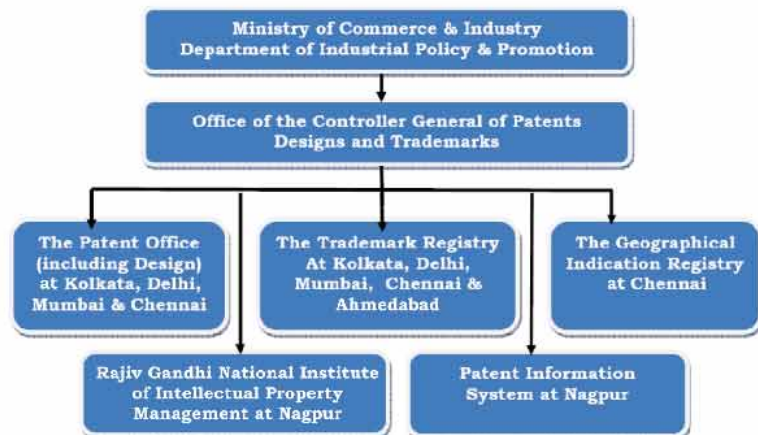 Ministry of Commerce & Industry
Department of Industrial Policy & Promotion
Office of the Controller General of Patents
Designs and Trademarks
The Patent Office
(including Design)
at Kolkata, Delhi,
Mumbai & Chennai
The Trademark Registry
At Kolkata, Delhi,
Mumbai, Chennai &
Ahmedabad
The Geographical
Indication Registry
at Chennai
Rajiv Gandhi National Institute
of Intellectual Property
Management at Nagpur
Patent Information
System at Nagpur